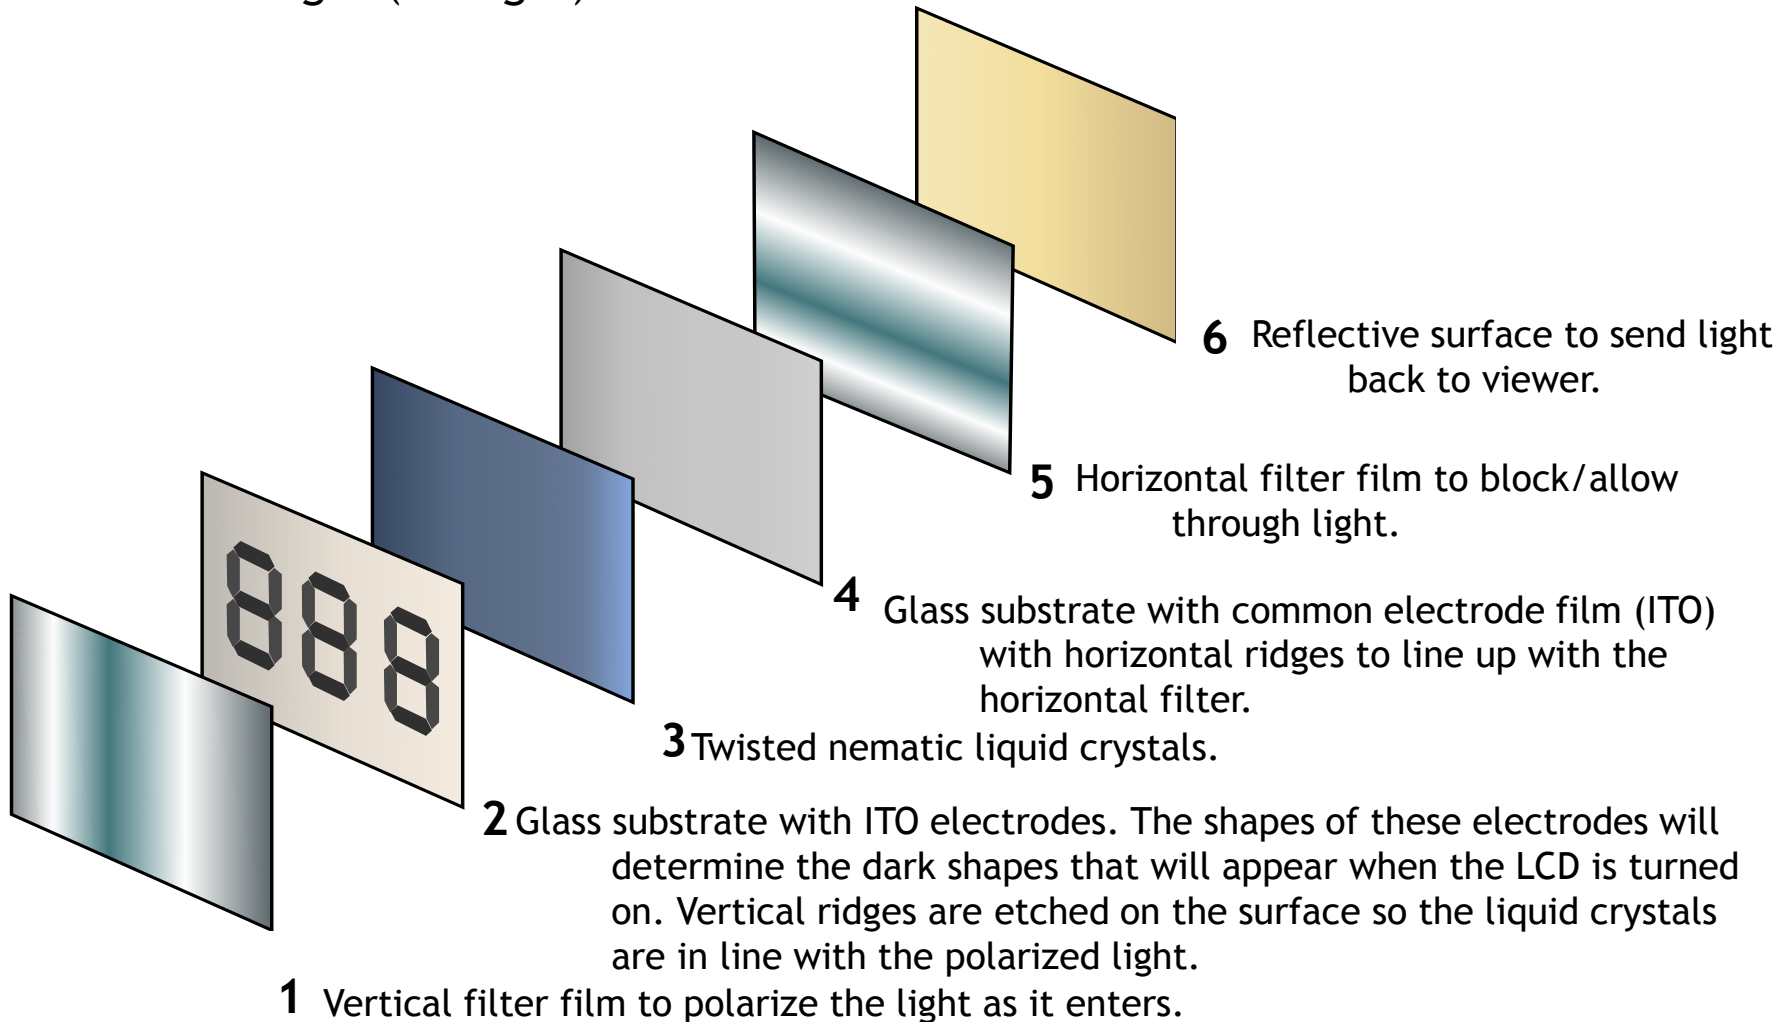 6 Reflective surface to send light
back to viewer.
5 Horizontal filter film to block/allow
through light.
4 Glass substrate with common electrode film (ITO)
with horizontal ridges to line up with the
horizontal filter.
3 Twisted nematic liquid crystals.
2 Glass substrate with ITO electrodes. The shapes of these electrodes will
determine the dark shapes that will appear when the LCD is turned
on. Vertical ridges are etched on the surface so the liquid crystals
are in line with the polarized light.
1 Vertical filter film to polarize the light as it enters.
888